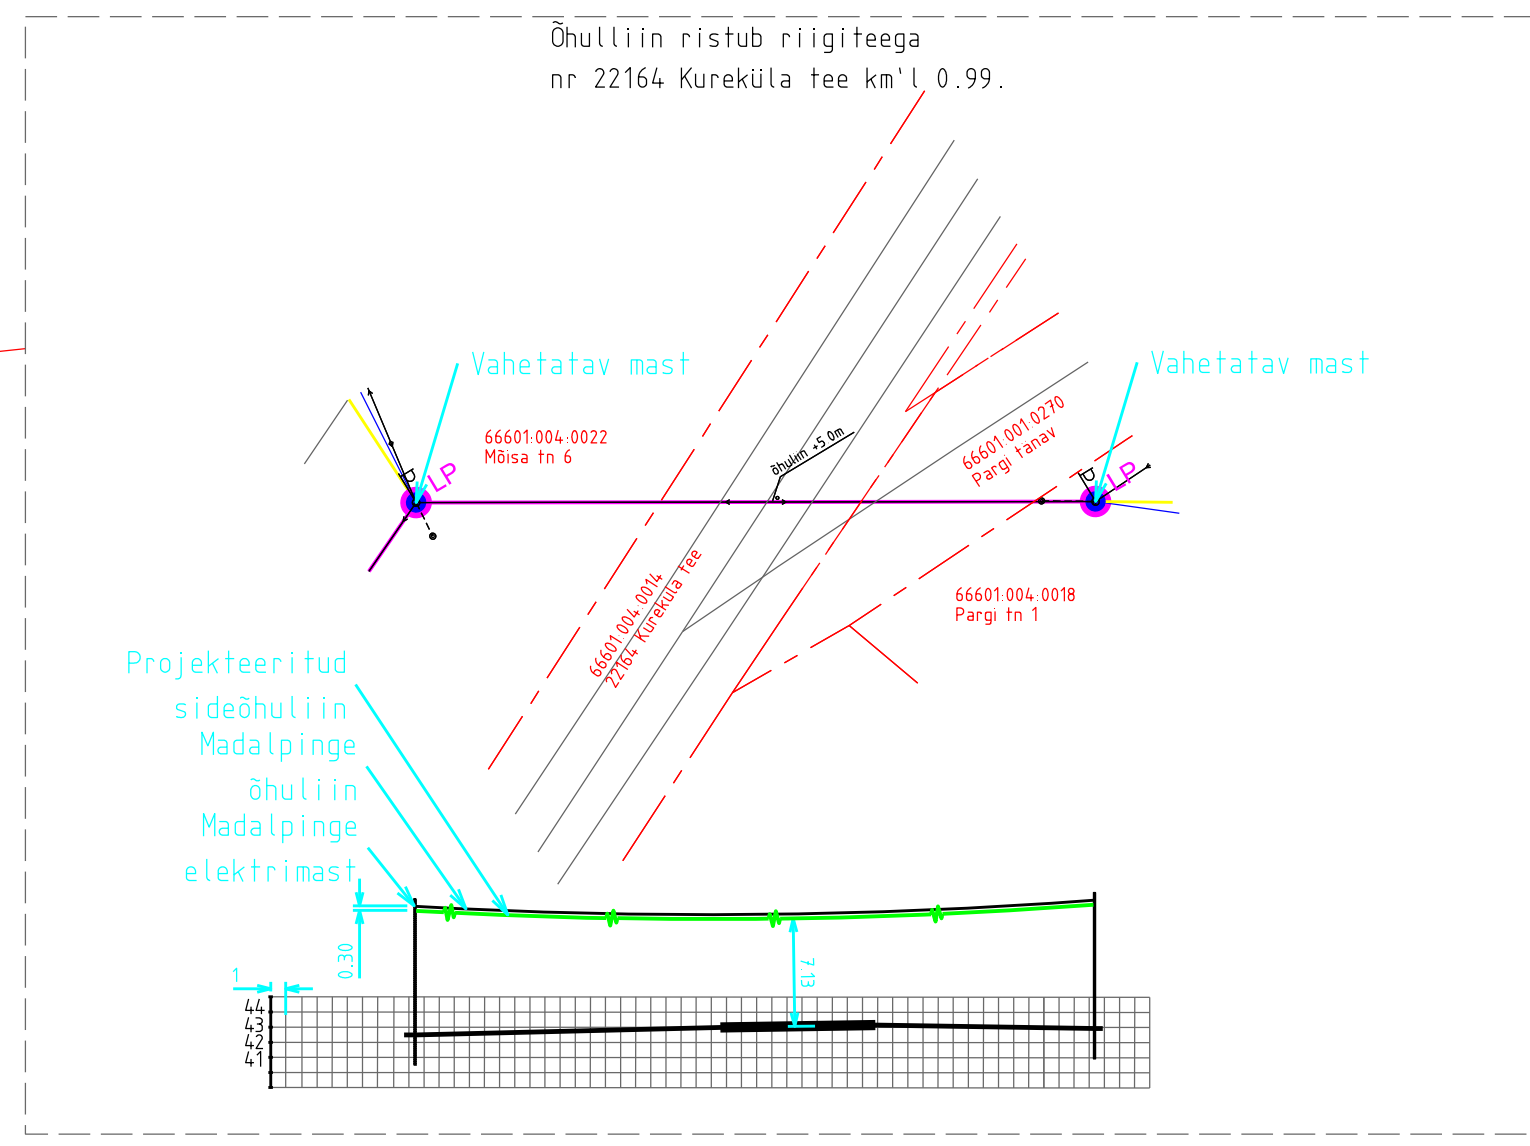 Õhulliin ristub riigiteega
nr 22164 Kureküla tee km'l 0.99.
Vahetatav mast
Vahetatav mast
66601:004:0022
Mõisa tn 6
LP
õhuliin +5.0m
66601:001:0270
Pargi tänav
LP
66601:004:0014
22164 Kureküla tee
66601:004:0018
Pargi tn 1
Projekteeritud
sideõhuliin
Madalpinge
õhuliin
Madalpinge
elektrimast
0,30
7.13
1
44
43
42
41